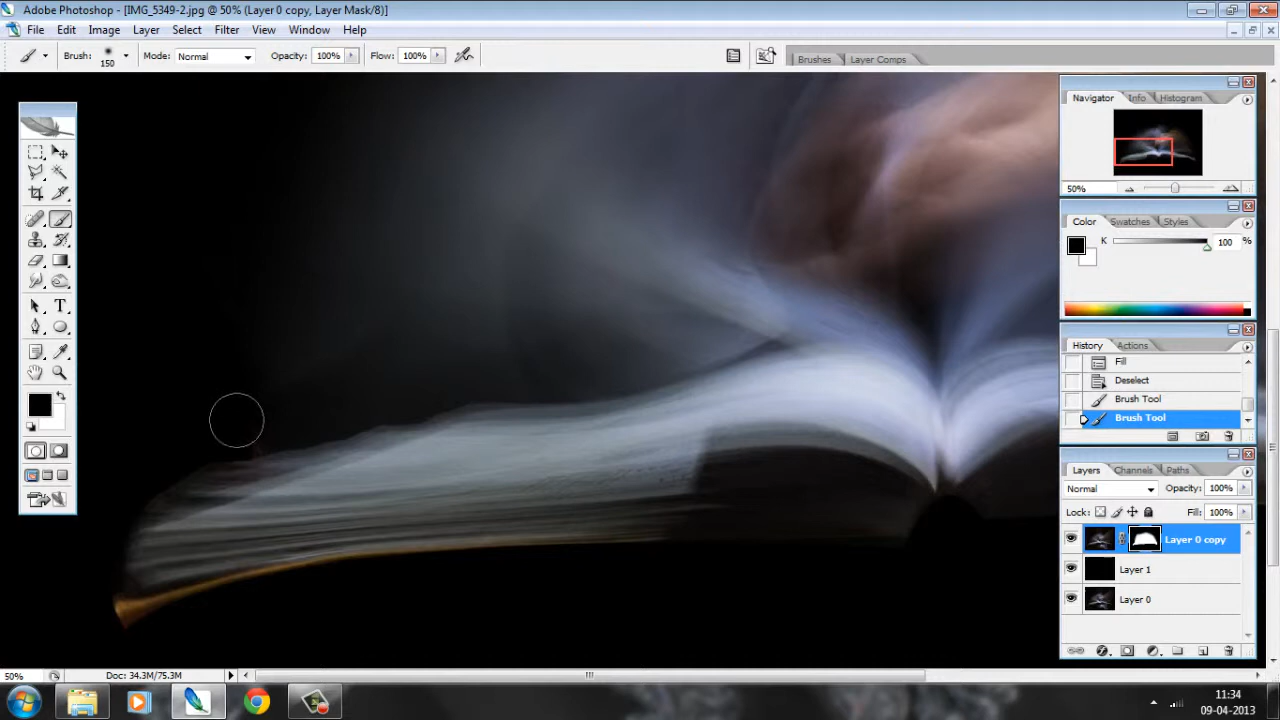 Adobe Photoshop - [IMG_5349-2.jpg @ 50% (Layer 0 copy, Layer Mask/8)]
File Edit Image Layer Select Filter View Window Help
Brush: 150 Mode: Normal Opacity: 100% Flow: 100% Brushes Layer Comps
Navigator Info Histogram
50%
Color Swatches Styles
K 100 %
History Actions
Fill
Deselect
Brush Tool
Brush Tool
Layers Channels Paths
Normal Opacity: 100%
Lock: Fill: 100%
Layer 0 copy
Layer 1
Layer 0
T
50% Doc: 34.3M/75.3M
11:34
09-04-2013